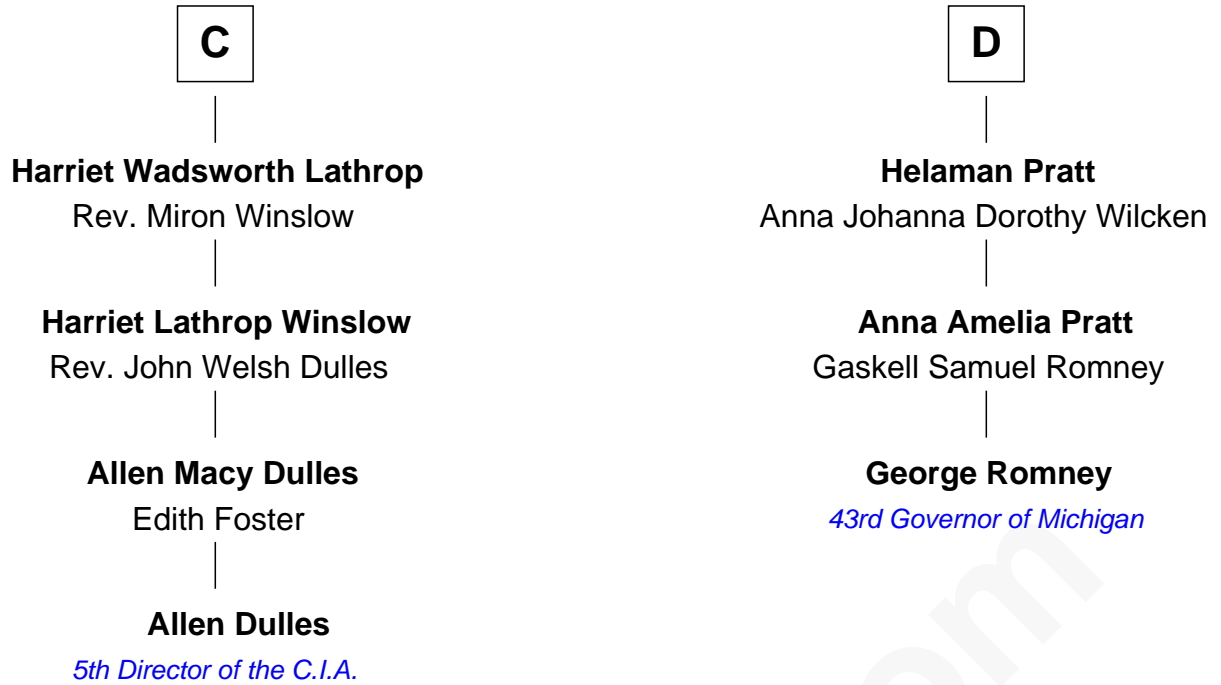 C
Harriet Wadsworth Lathrop
Rev. Miron Winslow
Harriet Lathrop Winslow
Rev. John Welsh Dulles
Allen Macy Dulles
Edith Foster
Allen Dulles
5th Director of the C.I.A.
D
Helaman Pratt
Anna Johanna Dorothy Wilcken
Anna Amelia Pratt
Gaskell Samuel Romney
George Romney
43rd Governor of Michigan
om